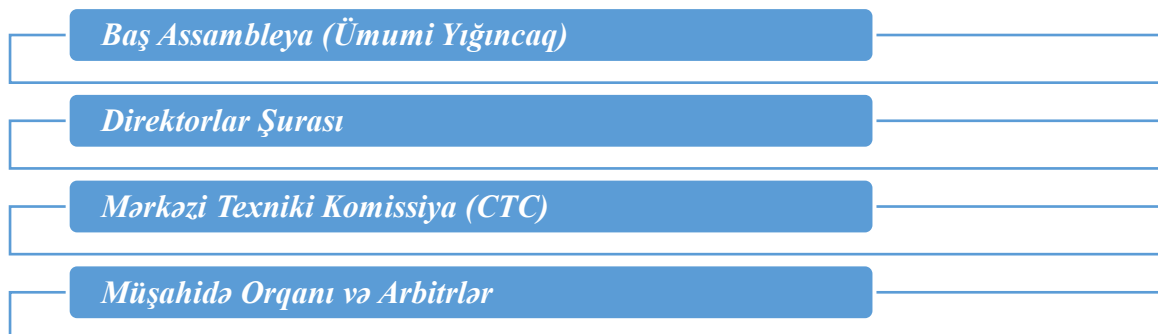 Baş Assambleya (Ümumi Yığıncaq)
Direktorlar Şurası
Mərkəzi Texniki Komissiya (CTC)
Müşahidə Orqanı və Arbitrlər